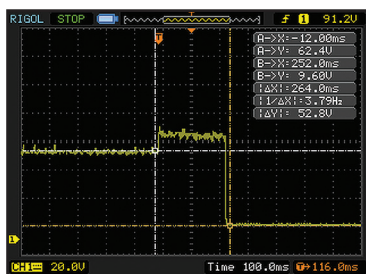 RIGOL STOP f 1 91.2V
T
A->X=-12.00ms
A->Y= 62.4V
B->X=252.0ms
B->Y= 9.60V
|ΔX|=264.0ms
|1/ΔX|=3.79Hz
|ΔY|= 52.8V
1
CH1 20.0V Time 100.0ms T→116.0ms